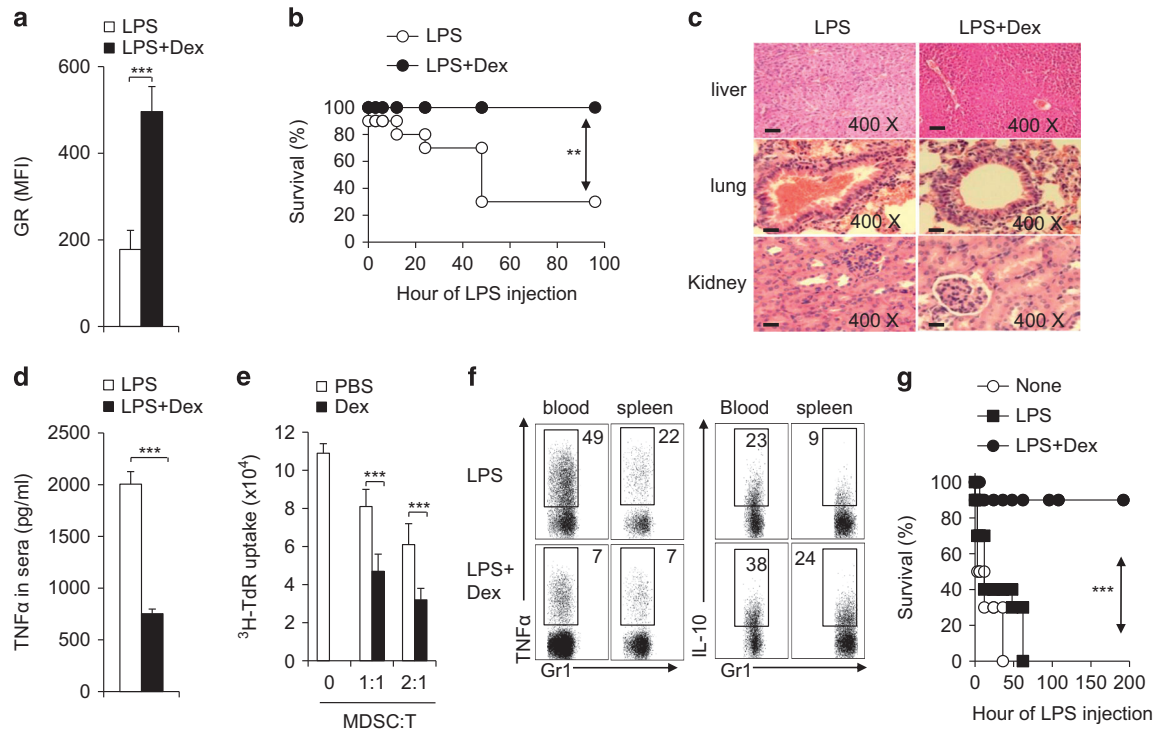 a
LPS
LPS+Dex
***
600
400
200
0
GR (MFI)
b
LPS
LPS+Dex
100
80
60
40
20
0
Survival (%)
**
0 20 40 60 80 100
Hour of LPS injection
c
LPS LPS+Dex
liver
400 X 400 X
lung
400 X 400 X
Kidney
400 X 400 X
d
LPS
LPS+Dex
2500
2000
1500
1000
500
0
TNFα in sera (pg/ml)
***
e
PBS
Dex
12
10
8
6
4
2
0
³H-TdR uptake (x10⁴)
*** ***
0 1:1 2:1
MDSC:T
f
blood spleen Blood spleen
LPS
49 22 23 9
LPS+
Dex
7 7 38 24
TNFα
IL-10
Gr1 Gr1
g
None
LPS
LPS+Dex
100
80
60
40
20
0
Survival (%)
***
0 50 100 150 200
Hour of LPS injection